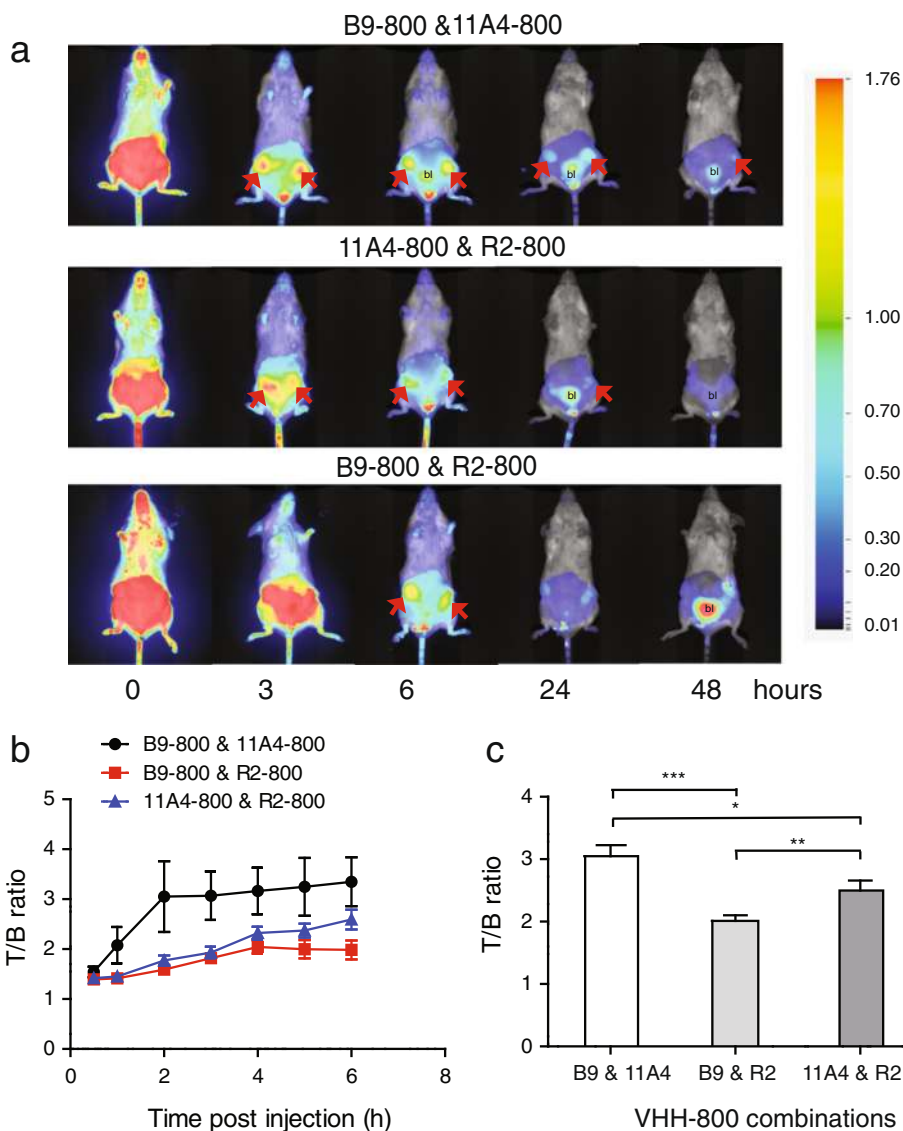 a
B9-800 &11A4-800
bl
bl
bl
11A4-800 & R2-800
bl
bl
B9-800 & R2-800
bl
0 3 6 24 48 hours
1.76
1.00
0.70
0.50
0.30
0.20
0.01
b
B9-800 & 11A4-800
B9-800 & R2-800
11A4-800 & R2-800
T/B ratio
5
4
3
2
1
0
0 2 4 6 8
Time post injection (h)
c
***
*
**
T/B ratio
4
3
2
1
0
B9 & 11A4 B9 & R2 11A4 & R2
VHH-800 combinations